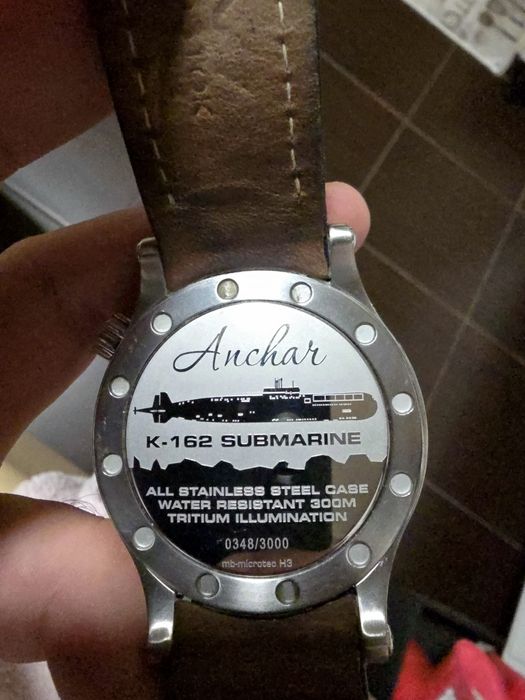 Anchar
K-162 SUBMARINE
ALL STAINLESS STEEL CASE
WATER RESISTANT 300M
TRITIUM ILLUMINATION
0348/3000
mb-microtec H3